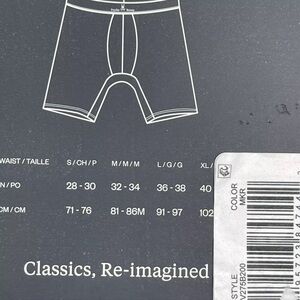 WAIST / TAILLE S / CH / P M / M / M L / G / G XL /
N / PO 28 - 30 32 - 34 36 - 38 40
CM / CM 71 - 76 81 - 86M 91 - 97 102
Classics, Re-imagined
COLOR
MKR
STYLE
V275B200